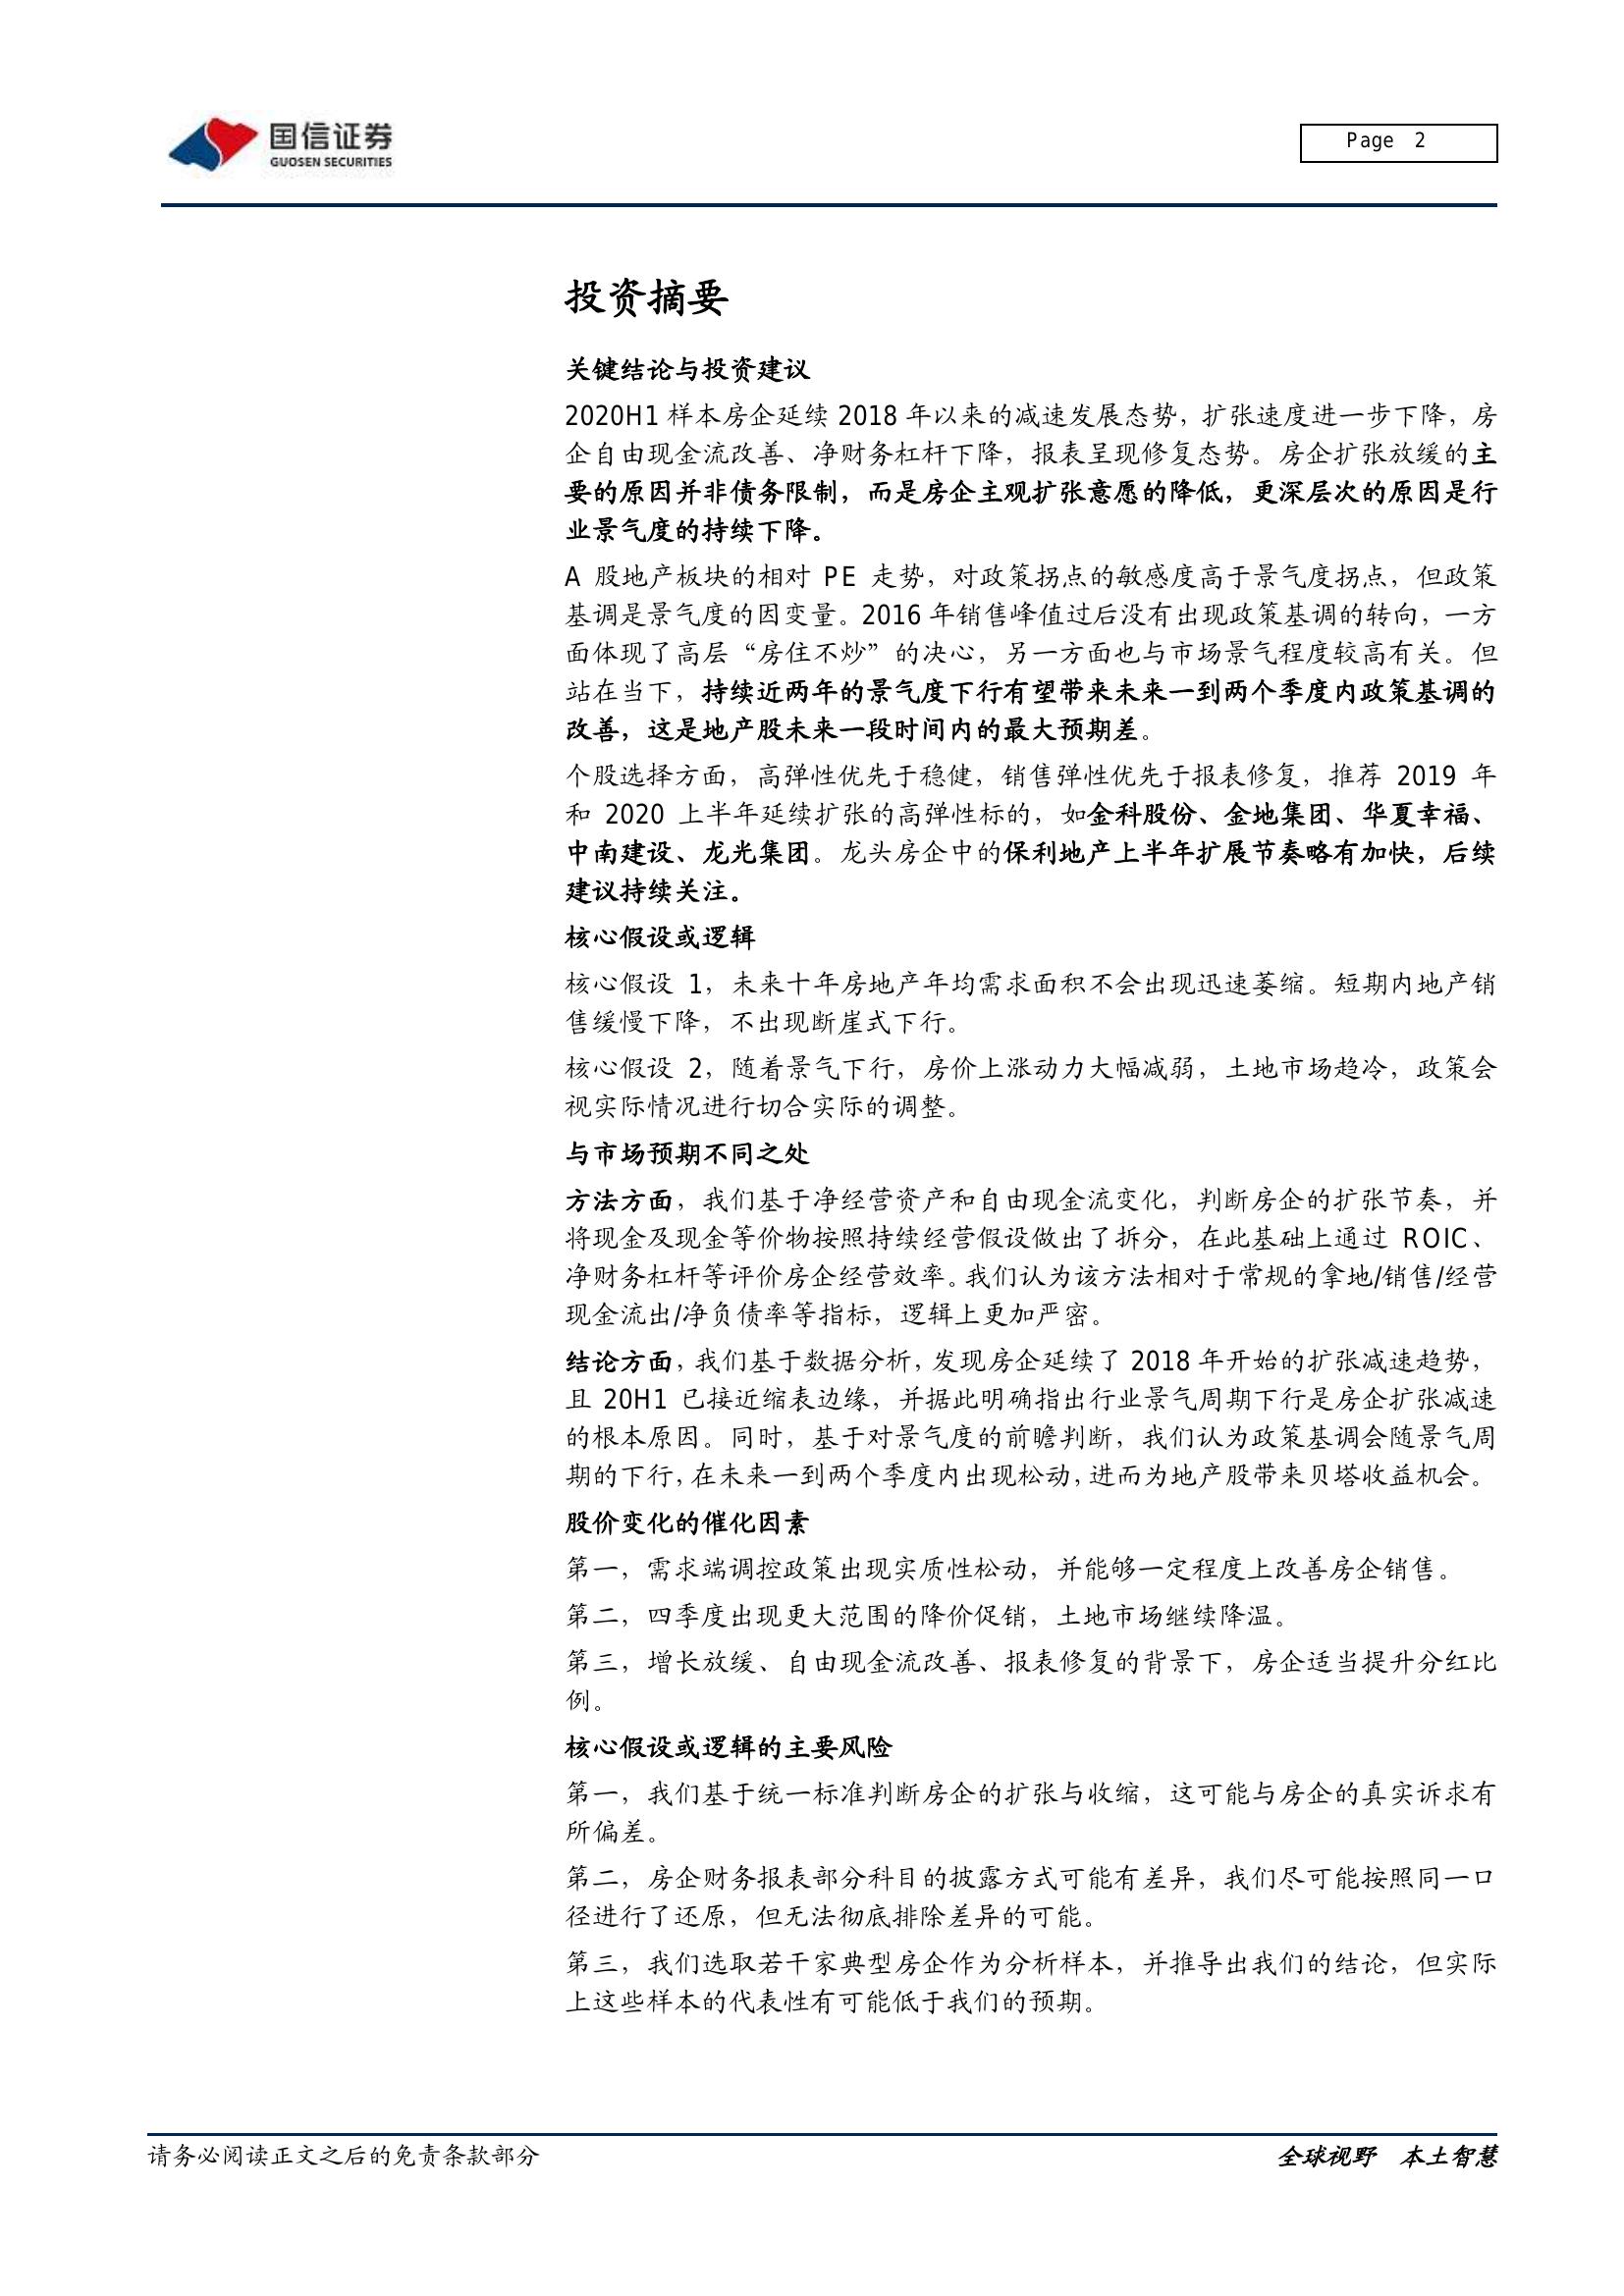 国信证券
GUOSEN SECURITIES
Page 2
投资摘要
关键结论与投资建议
2020H1 样本房企延续 2018 年以来的减速发展态势，扩张速度进一步下降，房
企自由现金流改善、净财务杠杆下降，报表呈现修复态势。房企扩张放缓的主
要的原因并非债务限制，而是房企主观扩张意愿的降低，更深层次的原因是行
业景气度的持续下降。
A 股地产板块的相对 PE 走势，对政策拐点的敏感度高于景气度拐点，但政策
基调是景气度的因变量。2016 年销售峰值过后没有出现政策基调的转向，一方
面体现了高层“房住不炒”的决心，另一方面也与市场景气程度较高有关。但
站在当下，持续近两年的景气度下行有望带来未来一到两个季度内政策基调的
改善，这是地产股未来一段时间内的最大预期差。
个股选择方面，高弹性优先于稳健，销售弹性优先于报表修复，推荐 2019 年
和 2020 上半年延续扩张的高弹性标的，如金科股份、金地集团、华夏幸福、
中南建设、龙光集团。龙头房企中的保利地产上半年扩展节奏略有加快，后续
建议持续关注。
核心假设或逻辑
核心假设 1，未来十年房地产年均需求面积不会出现迅速萎缩。短期内地产销
售缓慢下降，不出现断崖式下行。
核心假设 2，随着景气下行，房价上涨动力大幅减弱，土地市场趋冷，政策会
视实际情况进行切合实际的调整。
与市场预期不同之处
方法方面，我们基于净经营资产和自由现金流变化，判断房企的扩张节奏，并
将现金及现金等价物按照持续经营假设做出了拆分，在此基础上通过 ROIC、
净财务杠杆等评价房企经营效率。我们认为该方法相对于常规的拿地/销售/经营
现金流出/净负债率等指标，逻辑上更加严密。
结论方面，我们基于数据分析，发现房企延续了 2018 年开始的扩张减速趋势，
且 20H1 已接近缩表边缘，并据此明确指出行业景气周期下行是房企扩张减速
的根本原因。同时，基于对景气度的前瞻判断，我们认为政策基调会随景气周
期的下行，在未来一到两个季度内出现松动，进而为地产股带来贝塔收益机会。
股价变化的催化因素
第一，需求端调控政策出现实质性松动，并能够一定程度上改善房企销售。
第二，四季度出现更大范围的降价促销，土地市场继续降温。
第三，增长放缓、自由现金流改善、报表修复的背景下，房企适当提升分红比
例。
核心假设或逻辑的主要风险
第一，我们基于统一标准判断房企的扩张与收缩，这可能与房企的真实诉求有
所偏差。
第二，房企财务报表部分科目的披露方式可能有差异，我们尽可能按照同一口
径进行了还原，但无法彻底排除差异的可能。
第三，我们选取若干家典型房企作为分析样本，并推导出我们的结论，但实际
上这些样本的代表性有可能低于我们的预期。
请务必阅读正文之后的免责条款部分
全球视野 本土智慧